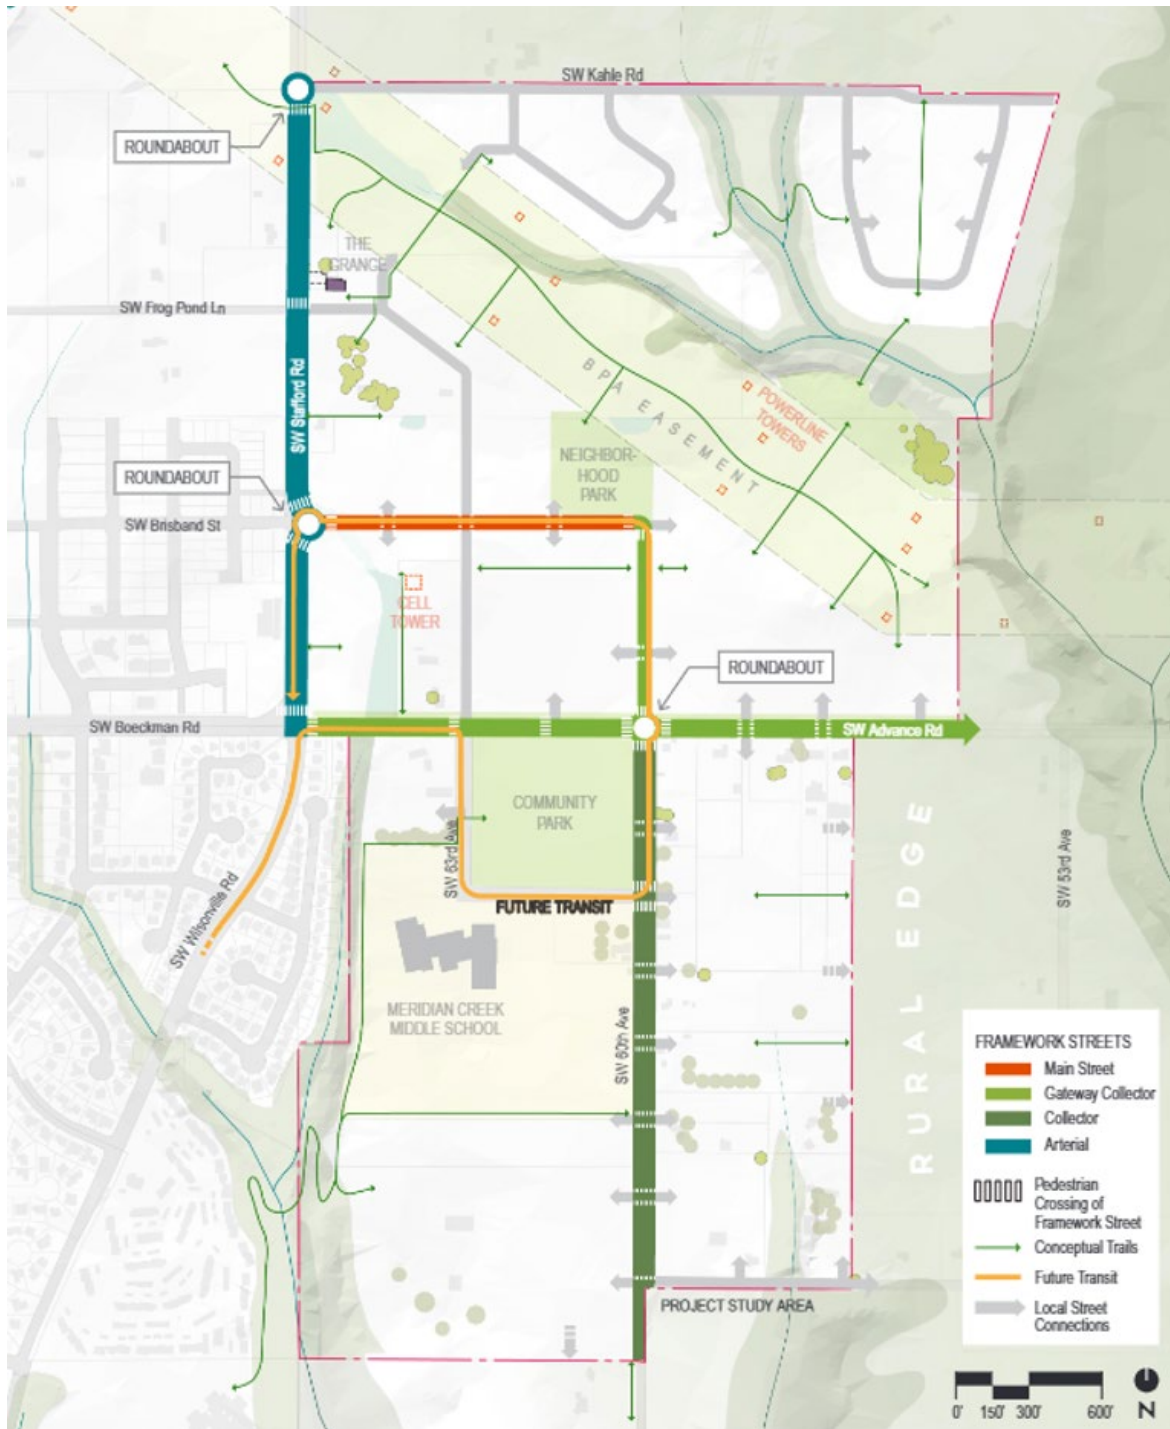 SW Kahle Rd
ROUNDABOUT
THE
GRANGE
SW Frog Pond Ln
SW Stafford Rd
BPA EASEMENT
POWERLINE
TOWERS
NEIGHBOR-
HOOD
PARK
ROUNDABOUT
SW Brisband St
CELL
TOWER
ROUNDABOUT
SW Boeckman Rd
SW Advance Rd
COMMUNITY
PARK
SW 63rd Ave
SW Wilsonville Rd
FUTURE TRANSIT
RURAL EDGE
SW 53rd Ave
MERIDIAN CREEK
MIDDLE SCHOOL
SW 60th Ave
PROJECT STUDY AREA
FRAMEWORK STREETS
Main Street
Gateway Collector
Collector
Arterial
Pedestrian
Crossing of
Framework Street
Conceptual Trails
Future Transit
Local Street
Connections
0' 150' 300' 600'
N